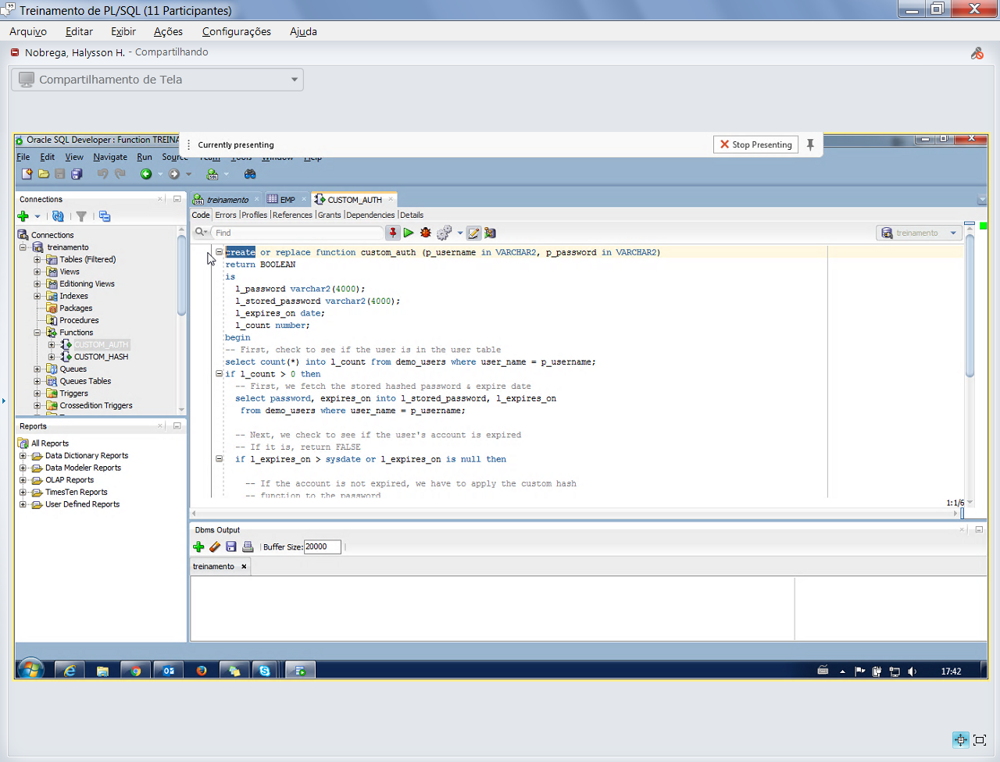 Treinamento de PL/SQL (11 Participantes)
Arquivo Editar Exibir Ações Configurações Ajuda
Nobrega, Halysson H. - Compartilhando
Compartilhamento de Tela
Oracle SQL Developer : Function TREINA
Currently presenting
Stop Presenting
File Edit View Navigate Run Source Team Tools Window Help
Connections
treinamento
EMP
CUSTOM_AUTH
Code Errors Profiles References Grants Dependencies Details
Find
treinamento
Connections
treinamento
Tables (Filtered)
Views
Editioning Views
Indexes
Packages
Procedures
Functions
CUSTOM_AUTH
CUSTOM_HASH
Queues
Queues Tables
Triggers
Crossedition Triggers
create or replace function custom_auth (p_username in VARCHAR2, p_password in VARCHAR2)
return BOOLEAN
is
l_password varchar2(4000);
l_stored_password varchar2(4000);
l_expires_on date;
l_count number;
begin
-- First, check to see if the user is in the user table
select count(*) into l_count from demo_users where user_name = p_username;
if l_count > 0 then
-- First, we fetch the stored hashed password & expire date
select password, expires_on into l_stored_password, l_expires_on
from demo_users where user_name = p_username;
-- Next, we check to see if the user's account is expired
-- If it is, return FALSE
if l_expires_on > sysdate or l_expires_on is null then
-- If the account is not expired, we have to apply the custom hash
-- function to the password
1:1/6
Reports
All Reports
Data Dictionary Reports
Data Modeler Reports
OLAP Reports
TimesTen Reports
User Defined Reports
Dbms Output
Buffer Size: 20000
treinamento
17:42